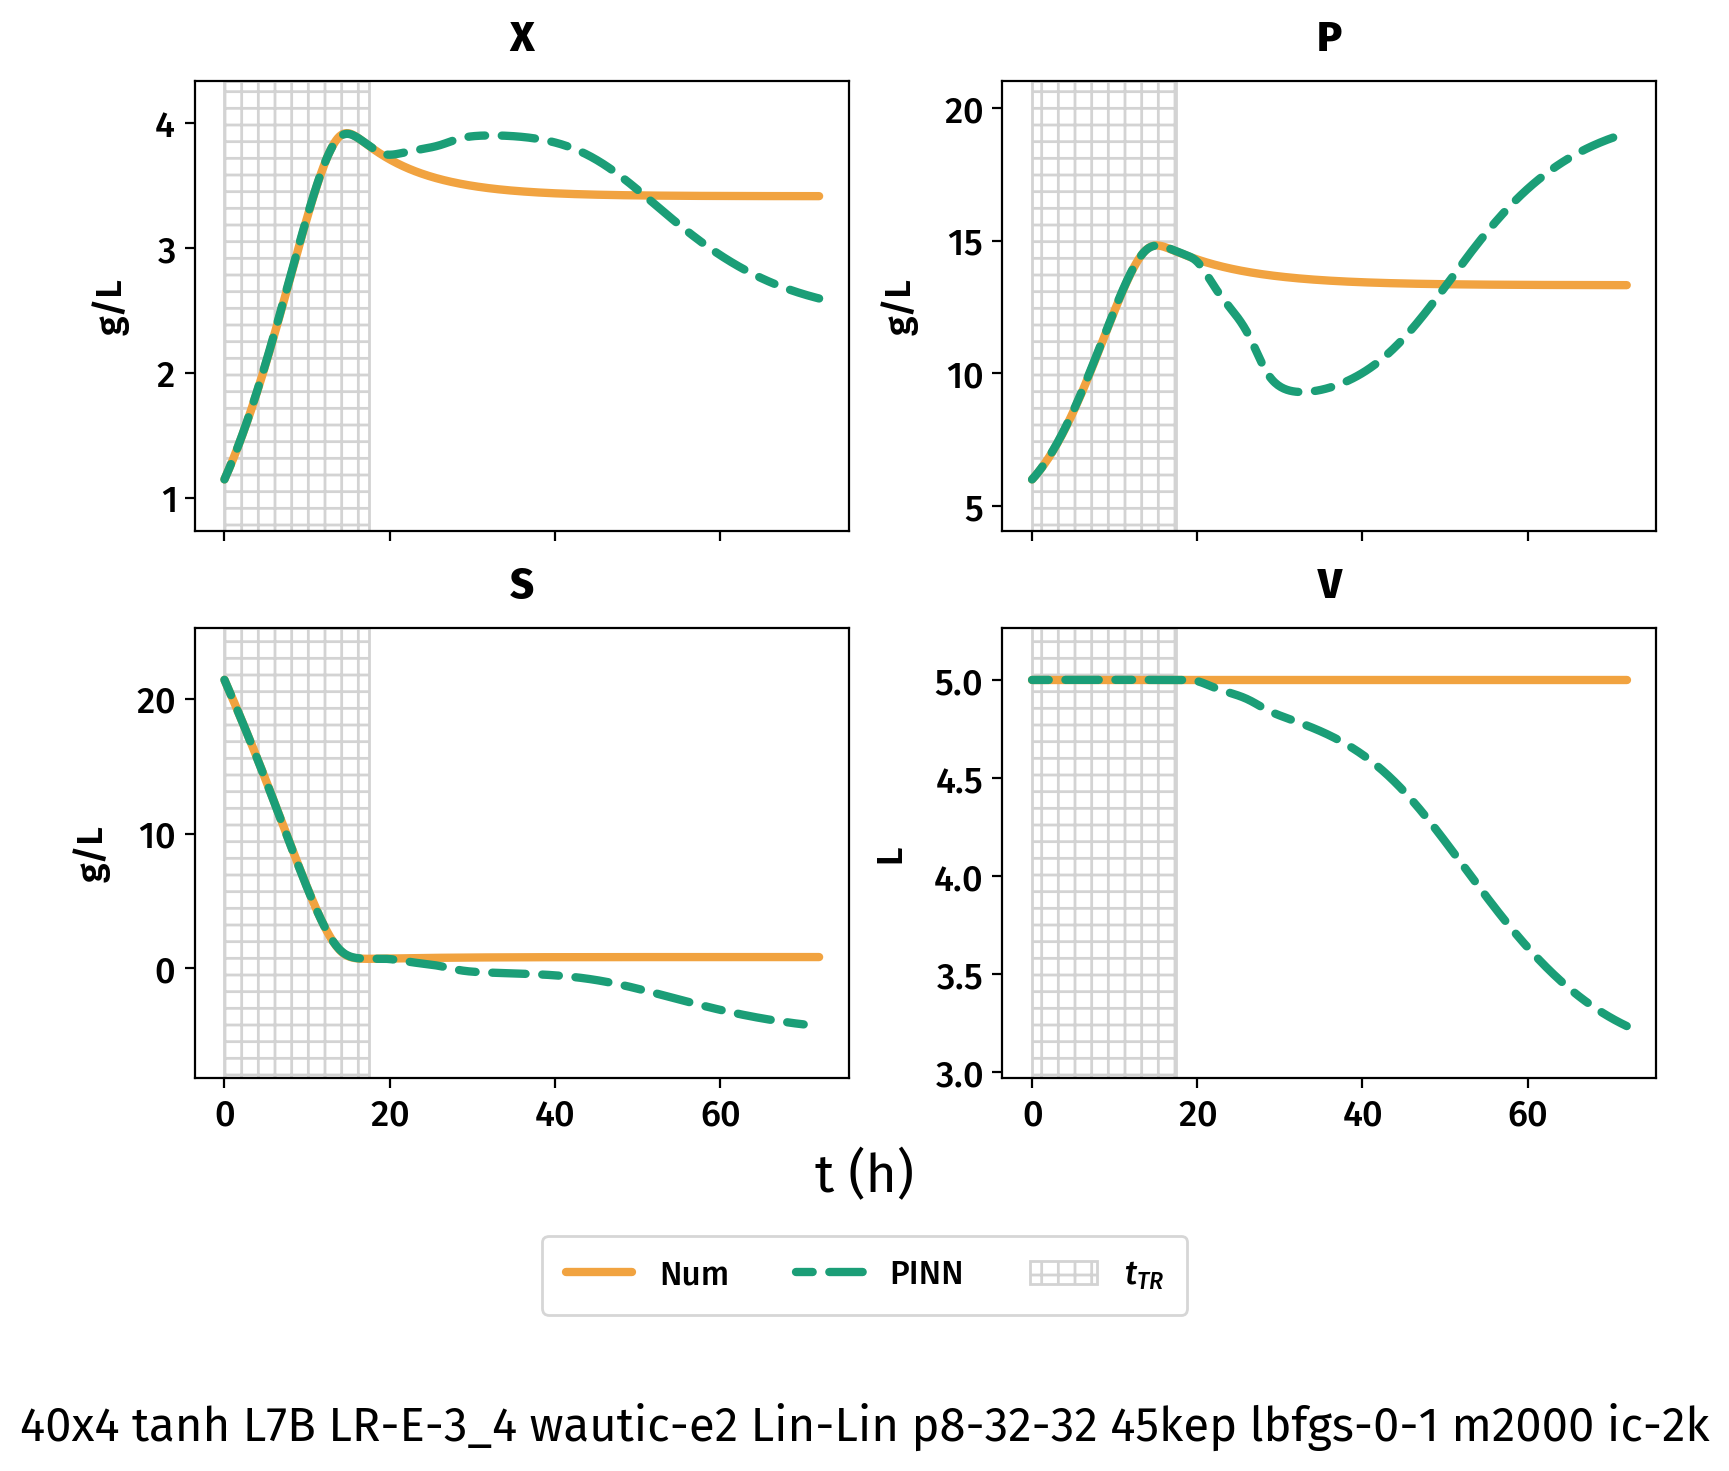 X
P
4
3
2
1
g/L
20
15
10
5
g/L
S
V
20
10
0
g/L
5.0
4.5
4.0
3.5
3.0
L
0 20 40 60
0 20 40 60
t (h)
Num PINN t_TR
40x4 tanh L7B LR-E-3_4 wautic-e2 Lin-Lin p8-32-32 45kep lbfgs-0-1 m2000 ic-2k